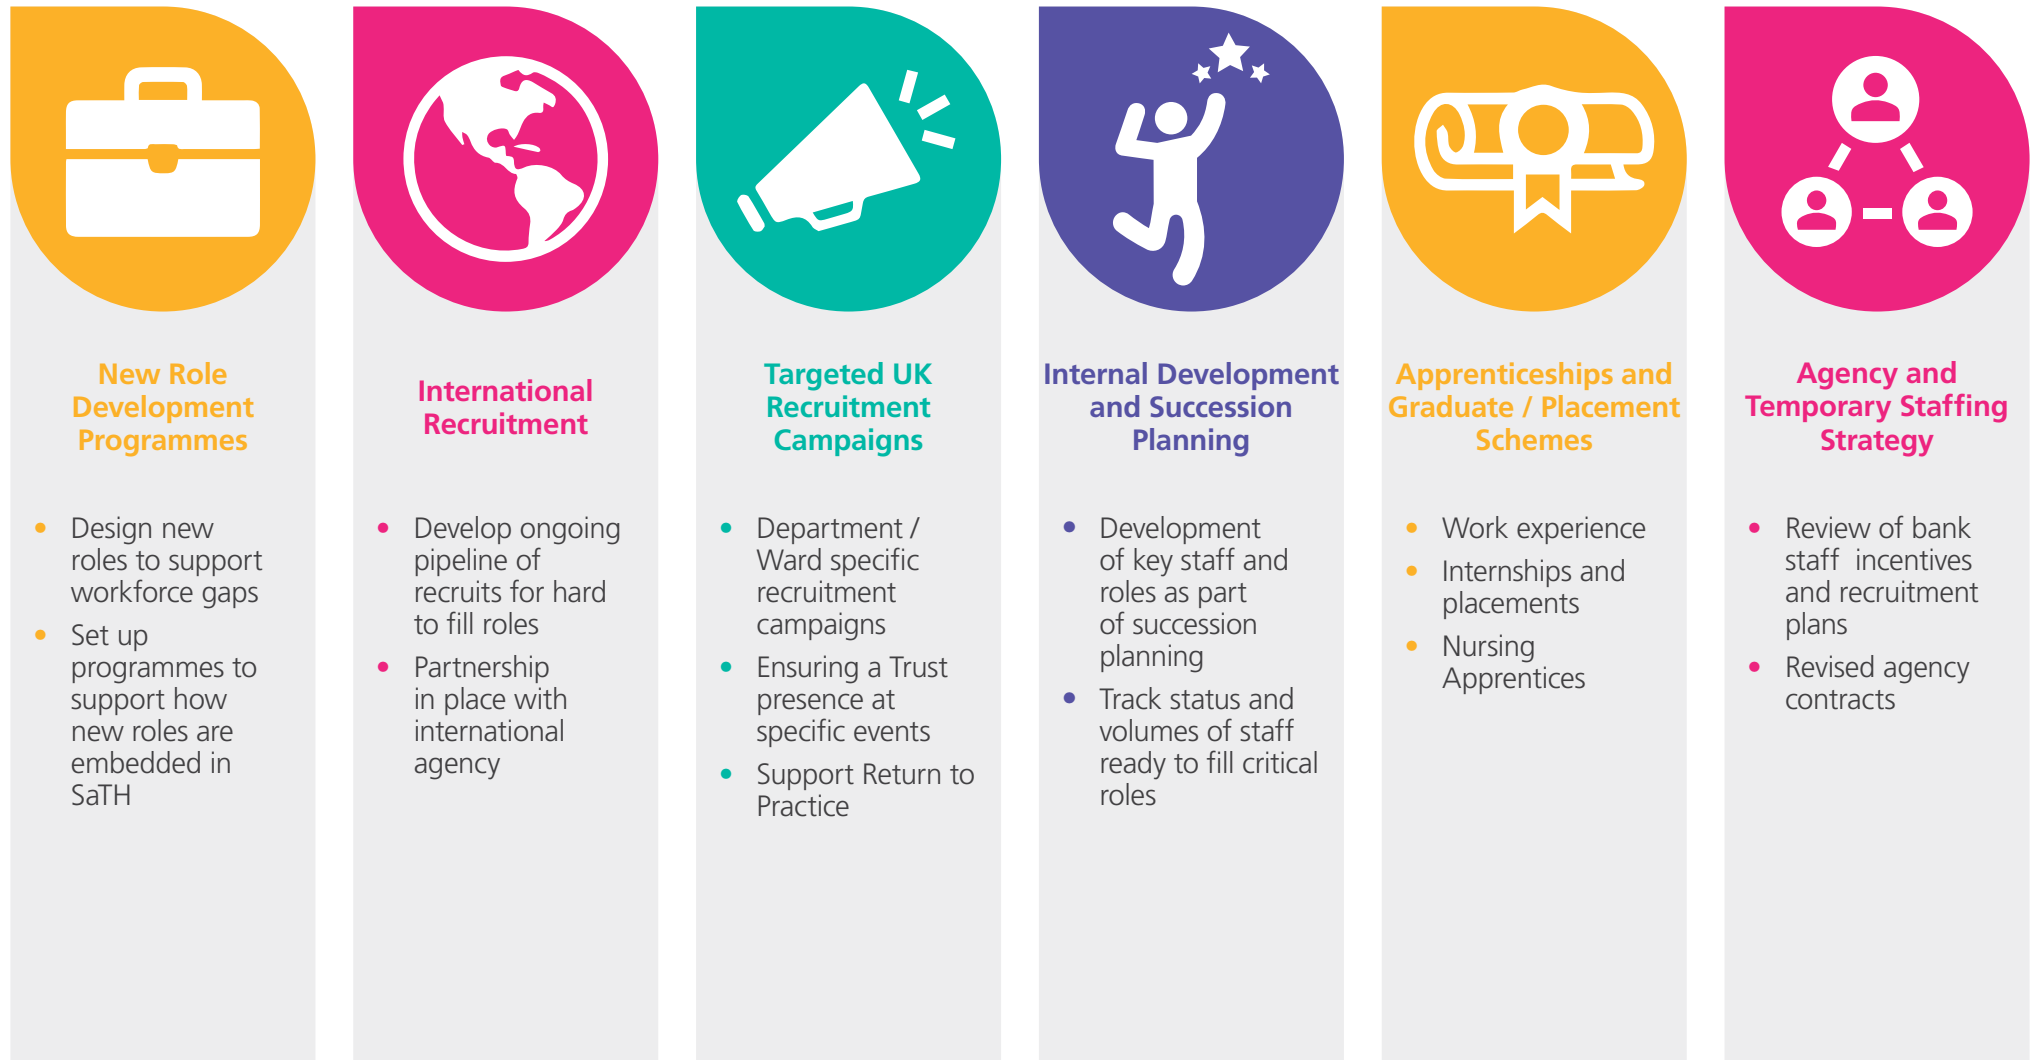 New Role
Development
Programmes
• Design new
roles to support
workforce gaps
• Set up
programmes to
support how
new roles are
embedded in
SaTH
International
Recruitment
• Develop ongoing
pipeline of
recruits for hard
to fill roles
• Partnership
in place with
international
agency
Targeted UK
Recruitment
Campaigns
• Department /
Ward specific
recruitment
campaigns
• Ensuring a Trust
presence at
specific events
• Support Return to
Practice
Internal Development
and Succession
Planning
• Development
of key staff and
roles as part
of succession
planning
• Track status and
volumes of staff
ready to fill critical
roles
Apprenticeships and
Graduate / Placement
Schemes
• Work experience
• Internships and
placements
• Nursing
Apprentices
Agency and
Temporary Staffing
Strategy
• Review of bank
staff  incentives
and recruitment
plans
• Revised agency
contracts